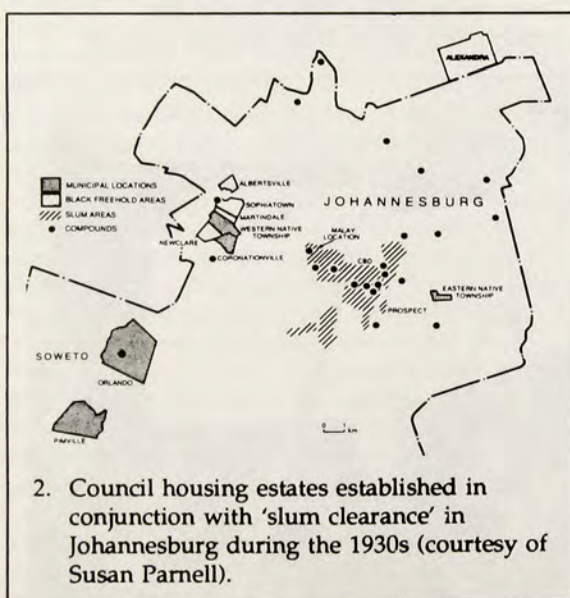 ALEXANDRA
MUNICIPAL LOCATIONS
BLACK FREEHOLD AREAS
SLUM AREAS
COMPOUNDS
ALBERTSVILLE
SOPHIATOWN
MARTINDALE
WESTERN NATIVE
TOWNSHIP
NEWCLARE
CORONATIONVILLE
JOHANNESBURG
MALAY
LOCATION
CBD
EASTERN NATIVE
TOWNSHIP
PROSPECT
SOWETO
ORLANDO
PIMVILLE
0 1
km
2. Council housing estates established in
conjunction with 'slum clearance' in
Johannesburg during the 1930s (courtesy of
Susan Parnell).